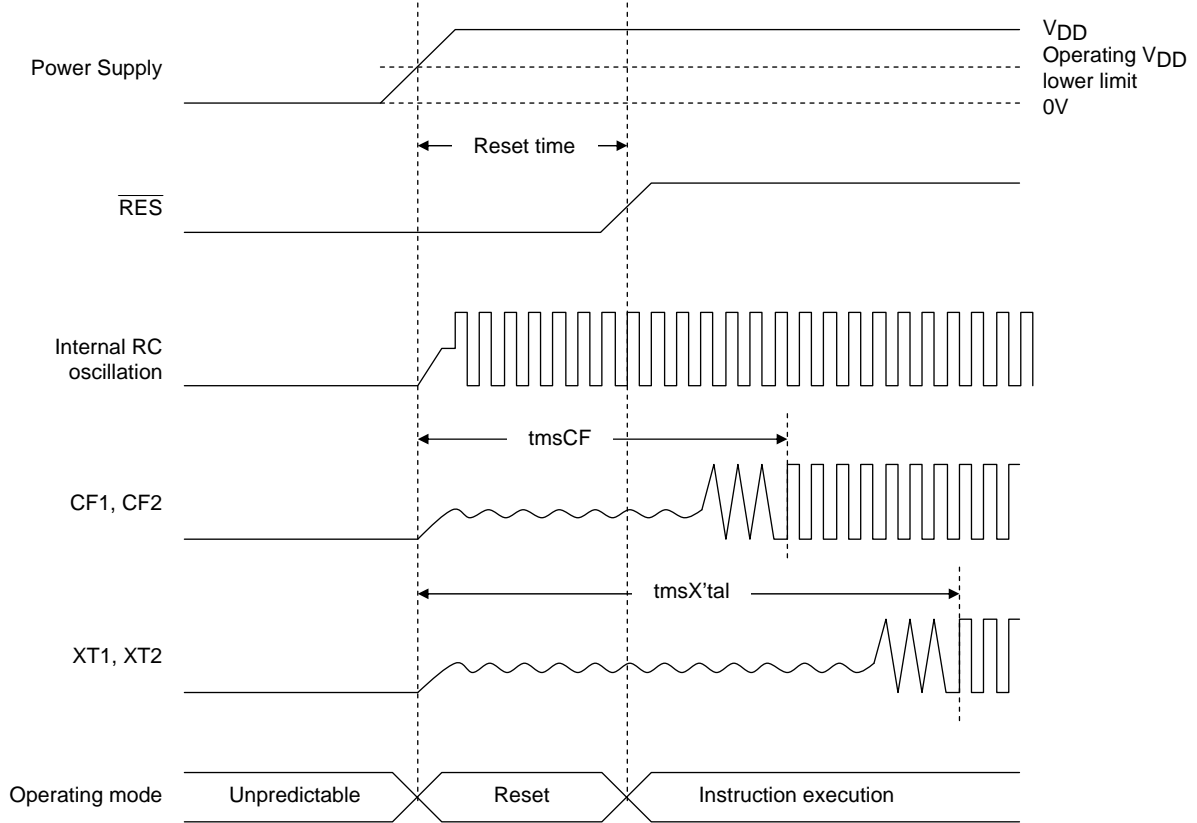 Power Supply
VDD
Operating VDD
lower limit
0V
Reset time
RES
Internal RC
oscillation
tmsCF
CF1, CF2
tmsX'tal
XT1, XT2
Operating mode
Unpredictable
Reset
Instruction execution